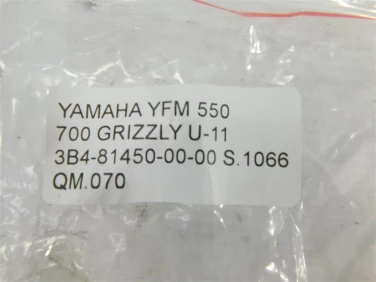 YAMAHA YFM 550
700 GRIZZLY U-11
3B4-81450-00-00 S.1066
QM.070